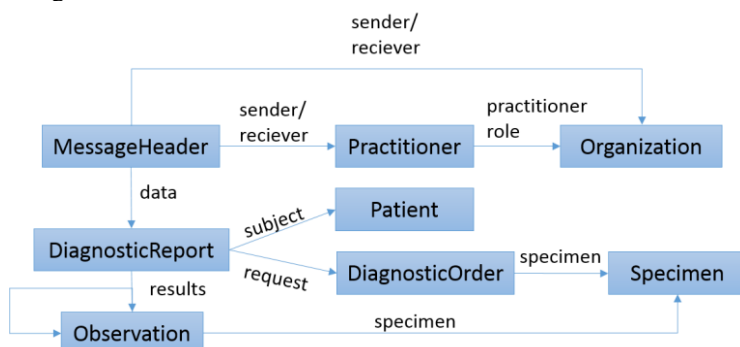 sender/
reciever
sender/
reciever
practitioner
role
MessageHeader
Practitioner
Organization
data
subject
Patient
DiagnosticReport
request
DiagnosticOrder
specimen
Specimen
results
Observation
specimen